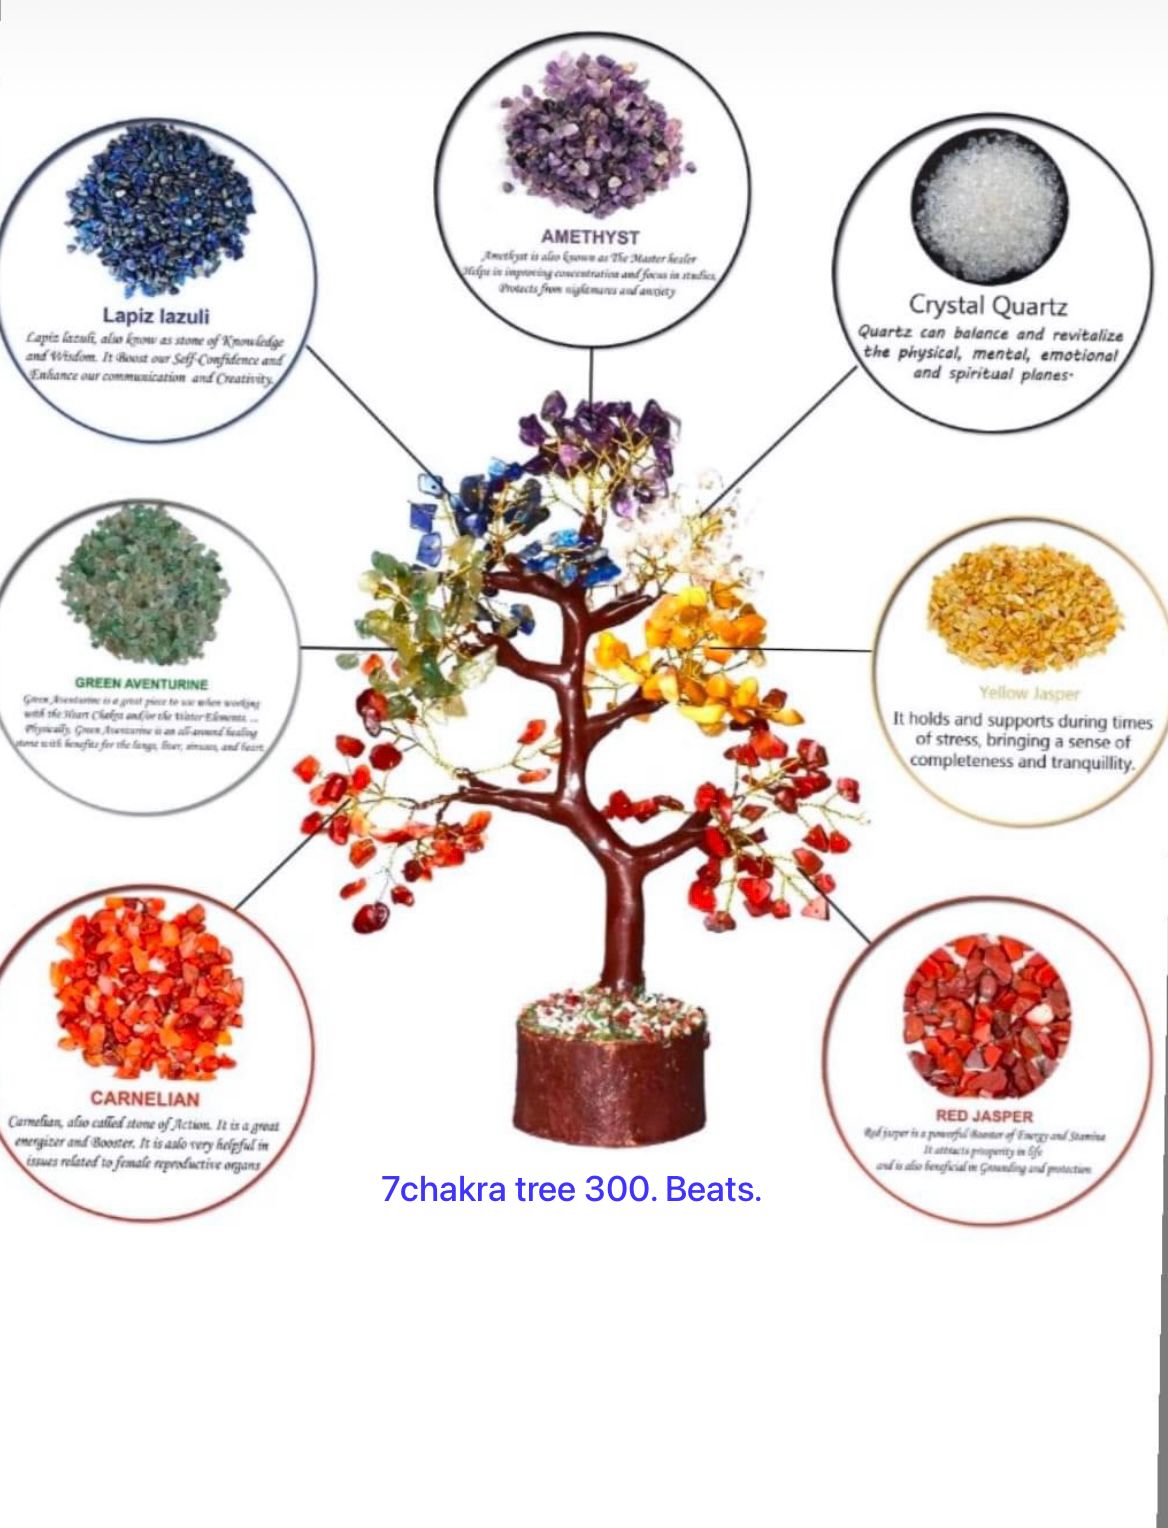 AMETHYST
Amethyst is also known as The Master healer
Helps in improving concentration and focus in studies,
Protects from nightmares and anxiety
Lapiz lazuli
Lapiz lazuli, also know as stone of Knowledge
and Wisdom. It Boost our Self-Confidence and
Enhance our communication and Creativity.
Crystal Quartz
Quartz can balance and revitalize
the physical, mental, emotional
and spiritual planes.
GREEN AVENTURINE
Green Aventurine is a great piece to use when working
with the Heart Chakra and/or the Water Elements. ...
Physically, Green Aventurine is an all-around healing
stone with benefits for the lungs, liver, sinuses, and heart.
Yellow Jasper
It holds and supports during times
of stress, bringing a sense of
completeness and tranquillity.
CARNELIAN
Carnelian, also called stone of Action. It is a great
energizer and Booster. It is aslo very helpful in
issues related to female reproductive organs
RED JASPER
Red jasper is a powerful Booster of Energy and Stamina
It attracts prosperity in life
and is also beneficial in Grounding and protection
7chakra tree 300. Beats.